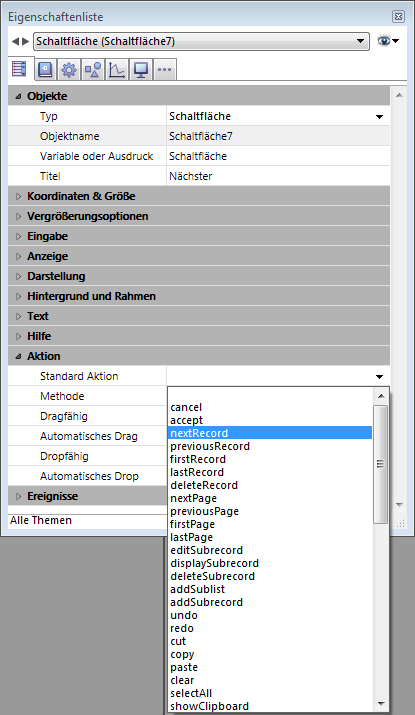 Eigenschaftenliste
Schaltfläche (Schaltfläche7)
Objekte
Typ Schaltfläche
Objektname Schaltfläche7
Variable oder Ausdruck Schaltfläche
Titel Nächster
Koordinaten & Größe
Vergrößerungsoptionen
Eingabe
Anzeige
Darstellung
Hintergrund und Rahmen
Text
Hilfe
Aktion
Standard Aktion
Methode
Dragfähig
Automatisches Drag
Dropfähig
Automatisches Drop
Ereignisse
Alle Themen
cancel
accept
nextRecord
previousRecord
firstRecord
lastRecord
deleteRecord
nextPage
previousPage
firstPage
lastPage
editSubrecord
displaySubrecord
deleteSubrecord
addSublist
addSubrecord
undo
redo
cut
copy
paste
clear
selectAll
showClipboard